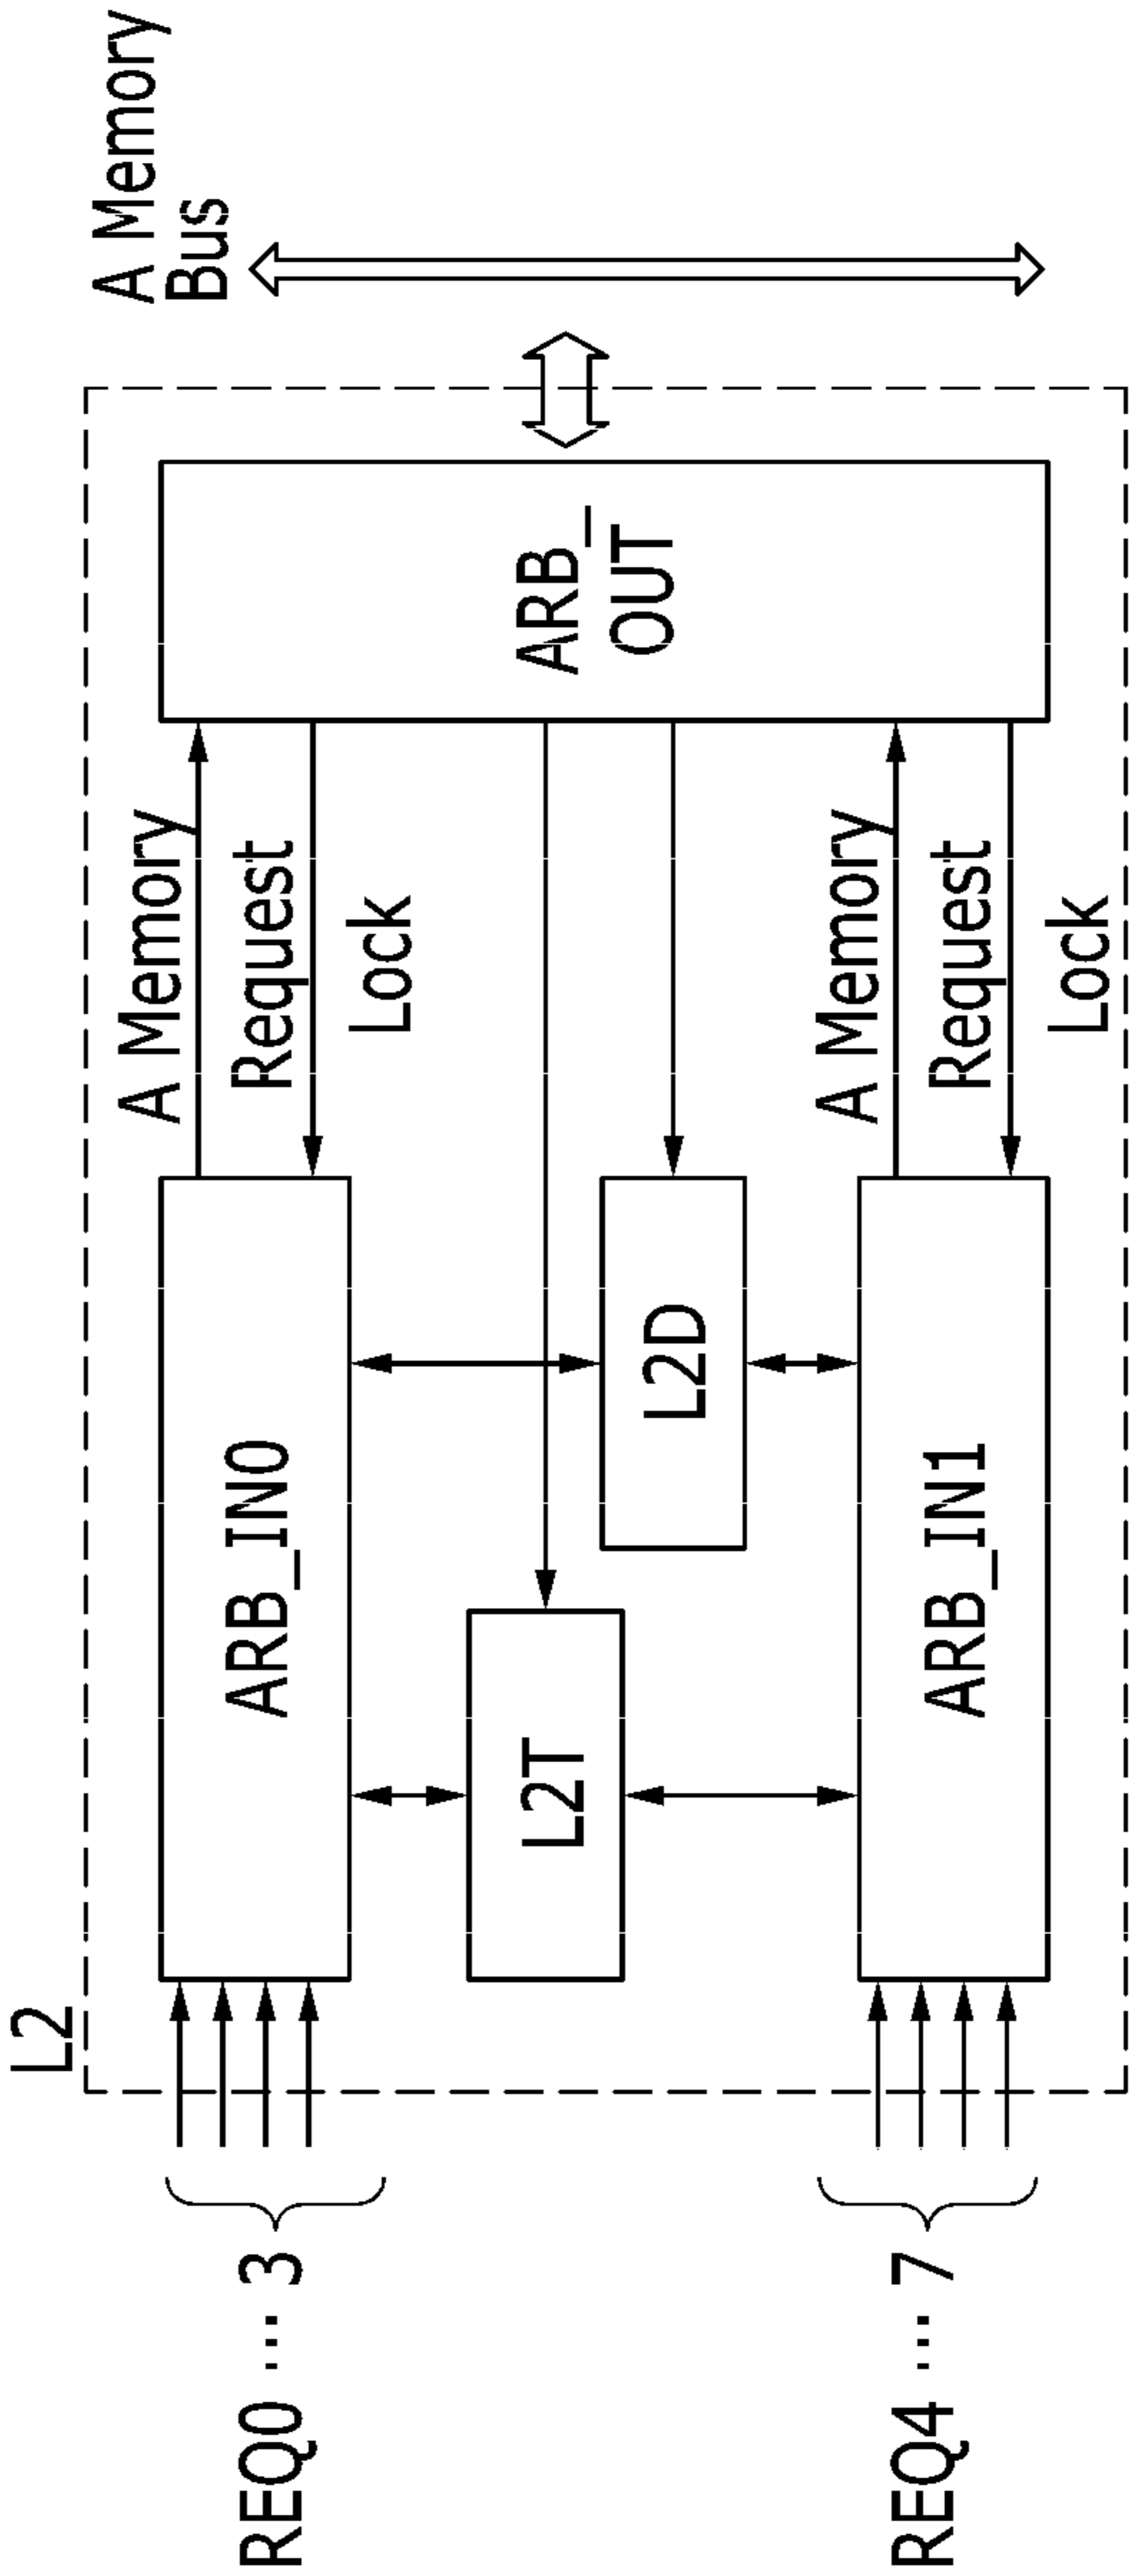 L2
REQ0 ... 3
ARB_IN0
A Memory
Request
Lock
L2T
L2D
ARB_
OUT
A Memory
Bus
REQ4 ... 7
ARB_IN1
A Memory
Request
Lock